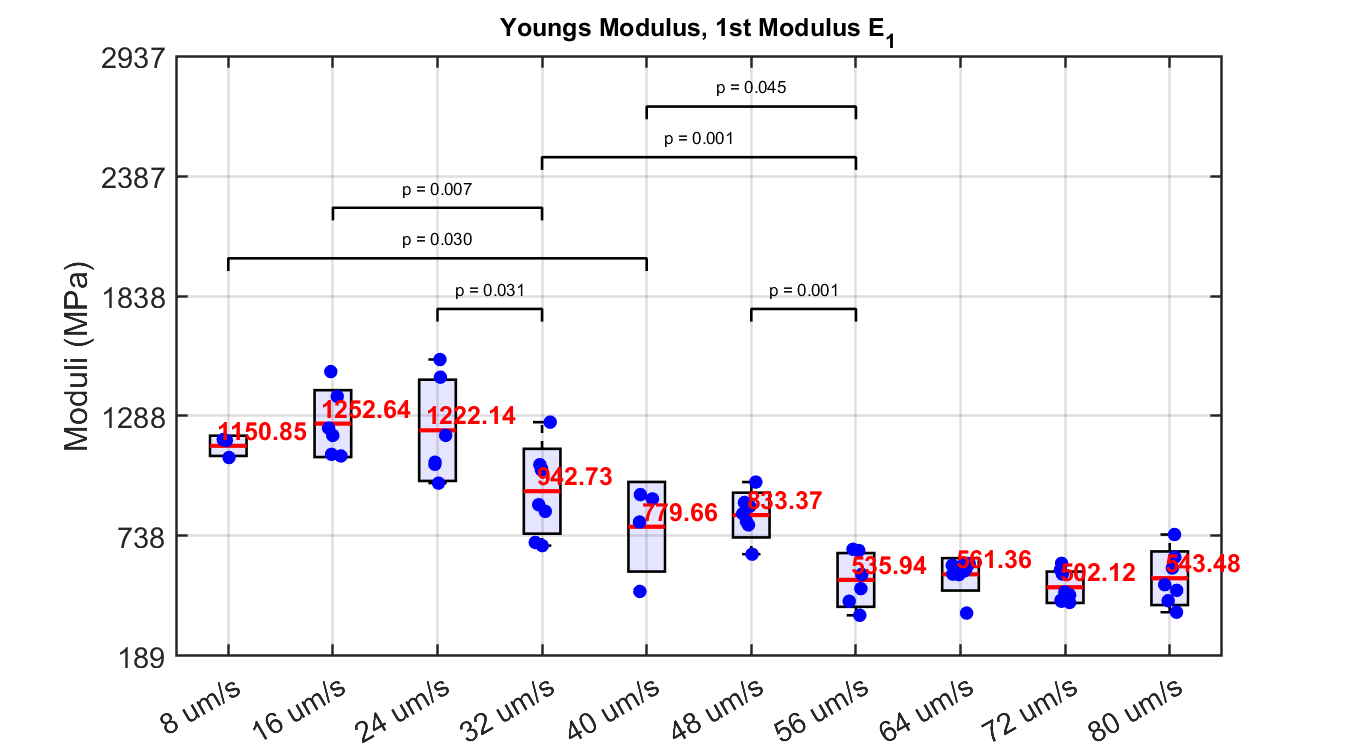 Youngs Modulus, 1st Modulus E1
2937
2387
1838
1288
738
189
Moduli (MPa)
p = 0.045
p = 0.001
p = 0.007
p = 0.030
p = 0.031
p = 0.001
1150.85
1252.64
1222.14
942.73
779.66
833.37
535.94
561.36
502.12
543.48
8 um/s
16 um/s
24 um/s
32 um/s
40 um/s
48 um/s
56 um/s
64 um/s
72 um/s
80 um/s